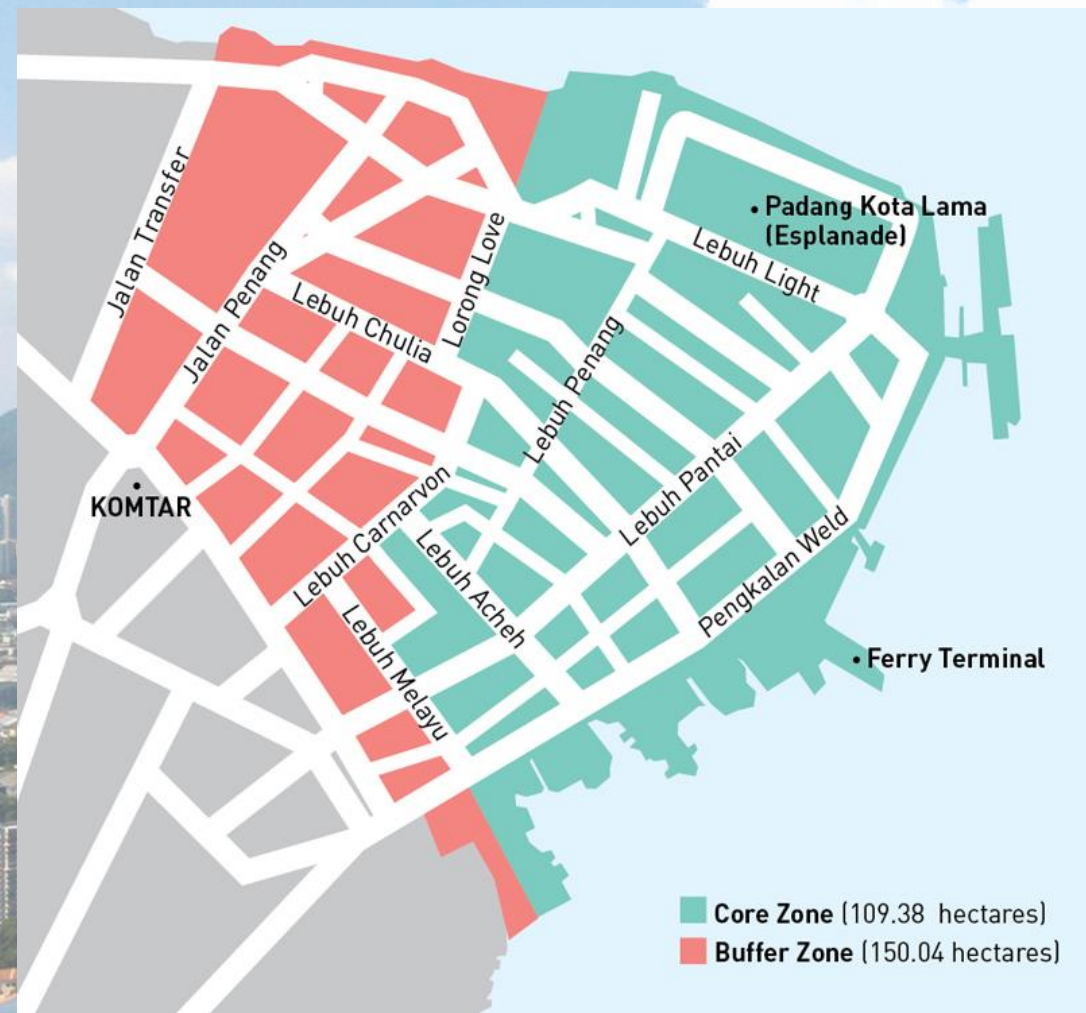 Padang Kota Lama
(Esplanade)
Lebuh Light
Jalan Transfer
Jalan Penang
Lorong Love
Lebuh Chulia
Lebuh Penang
Lebuh Pantai
KOMTAR
Lebuh Carnarvon
Lebuh Acheh
Pengkalan Weld
Lebuh Melayu
Ferry Terminal
Core Zone (109.38 hectares)
Buffer Zone (150.04 hectares)